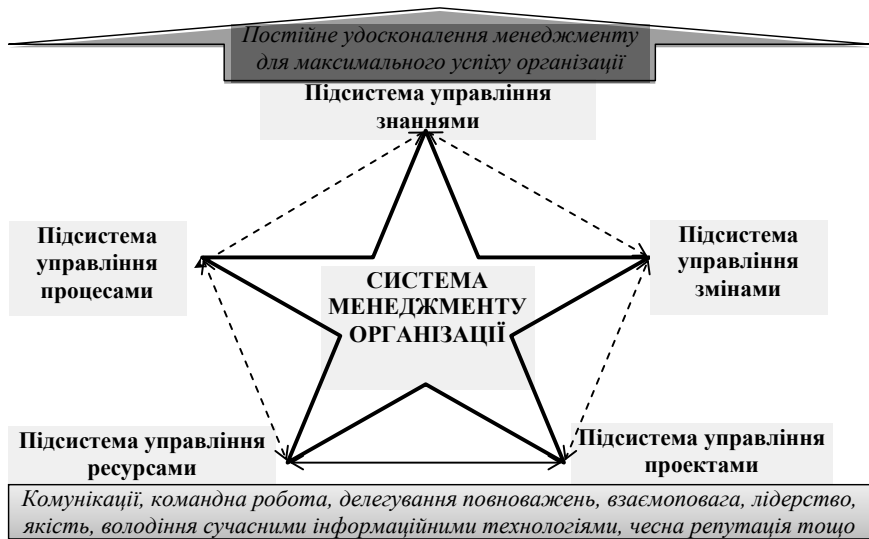 Постійне удосконалення менеджменту
для максимального успіху організації
Підсистема управління
знаннями
Підсистема
управління
процесами
Підсистема
управління
змінами
СИСТЕМА
МЕНЕДЖМЕНТУ
ОРГАНІЗАЦІЇ
Підсистема управління
ресурсами
Підсистема управління
проектами
Комунікації, командна робота, делегування повноважень, взаємоповага, лідерство,
якість, володіння сучасними інформаційними технологіями, чесна репутація тощо